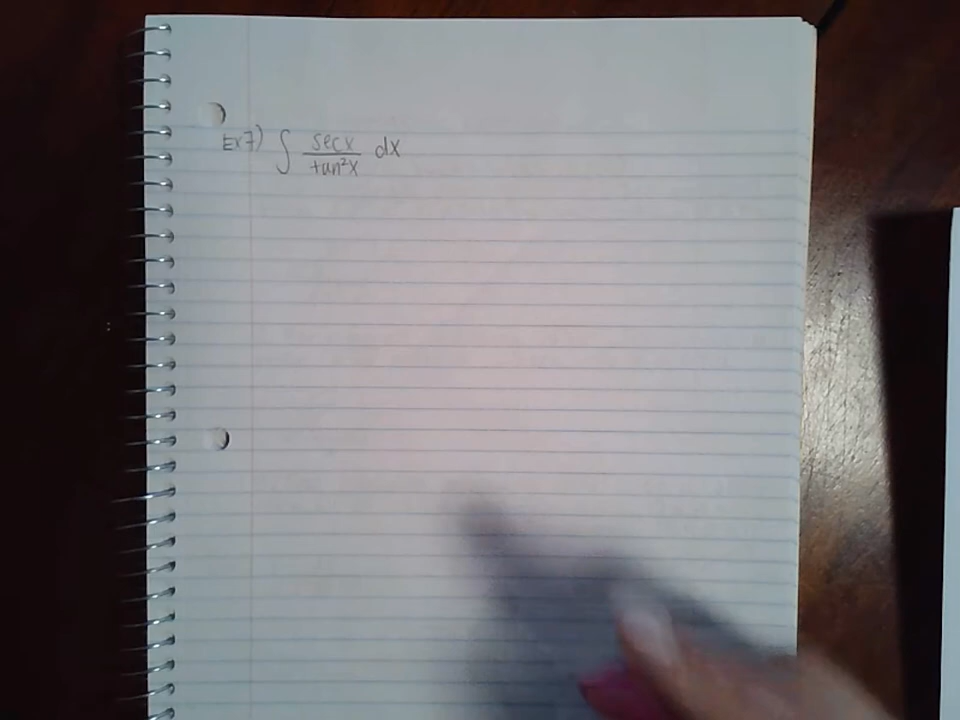 Ex7) ∫ secx / tan²x dx